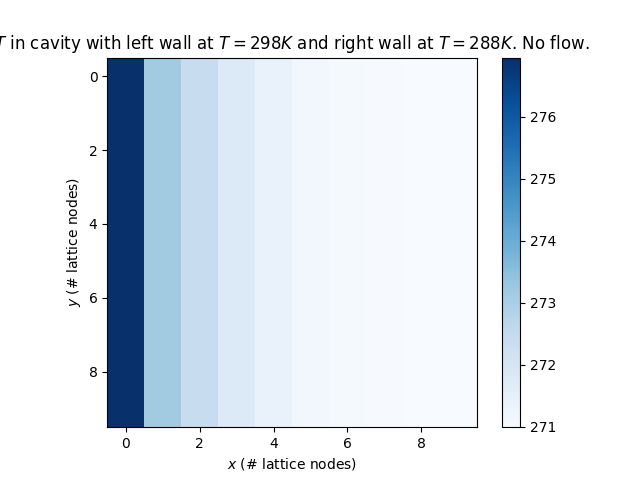 T in cavity with left wall at T = 298K and right wall at T = 288K. No flow.
0
2
4
6
8
y (# lattice nodes)
0 2 4 6 8
x (# lattice nodes)
276
275
274
273
272
271